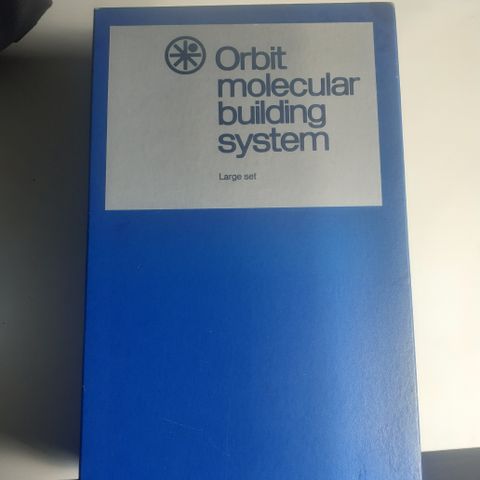 Orbit
molecular
building
system
Large set